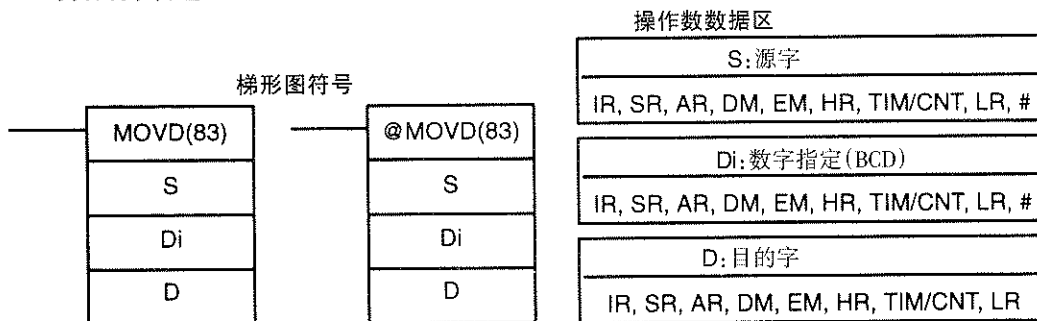 操作数数据区
梯形图符号
MOVD(83)
S
Di
D
@MOVD(83)
S
Di
D
S:源字
IR, SR, AR, DM, EM, HR, TIM/CNT, LR, #
Di:数字指定(BCD)
IR, SR, AR, DM, EM, HR, TIM/CNT, LR, #
D:目的字
IR, SR, AR, DM, EM, HR, TIM/CNT, LR